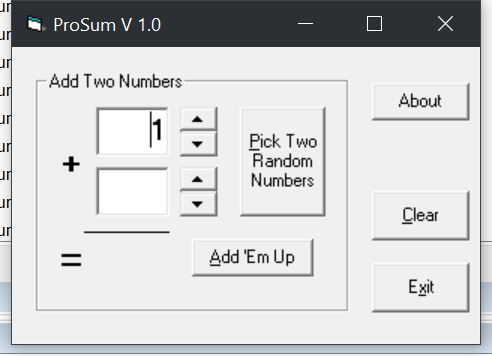 ProSum V 1.0
Add Two Numbers
1
+
=
Pick Two
Random
Numbers
Add 'Em Up
About
Clear
Exit